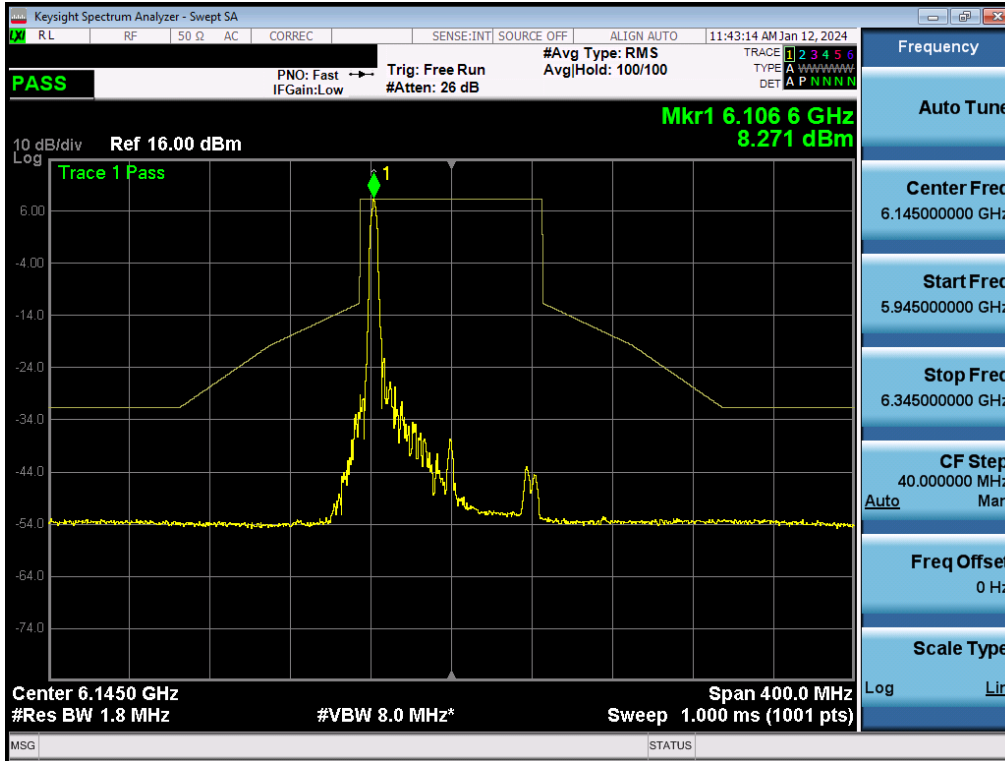 Keysight Spectrum Analyzer - Swept SA
LXI RL RF 50 Ω AC CORREC SENSE:INT SOURCE OFF ALIGN AUTO 11:43:14 AM Jan 12, 2024
PASS
PNO: Fast
IFGain:Low
Trig: Free Run
#Atten: 26 dB
#Avg Type: RMS
Avg|Hold: 100/100
TRACE 1 2 3 4 5 6
TYPE A WWWWW
DET A P N N N N
Mkr1 6.106 6 GHz
8.271 dBm
10 dB/div Ref 16.00 dBm
Log
Trace 1 Pass
1
6.00
-4.00
-14.0
-24.0
-34.0
-44.0
-54.0
-64.0
-74.0
Center 6.1450 GHz Span 400.0 MHz
#Res BW 1.8 MHz #VBW 8.0 MHz* Sweep 1.000 ms (1001 pts)
MSG STATUS
Frequency
Auto Tune
Center Freq
6.145000000 GHz
Start Freq
5.945000000 GHz
Stop Freq
6.345000000 GHz
CF Step
40.000000 MHz
Auto Man
Freq Offset
0 Hz
Scale Type
Log Lin